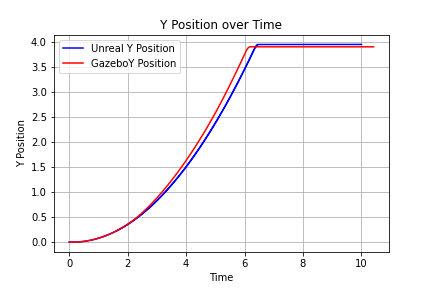 Y Position over Time
Unreal Y Position
GazeboY Position
Y Position
4.0
3.5
3.0
2.5
2.0
1.5
1.0
0.5
0.0
0 2 4 6 8 10
Time